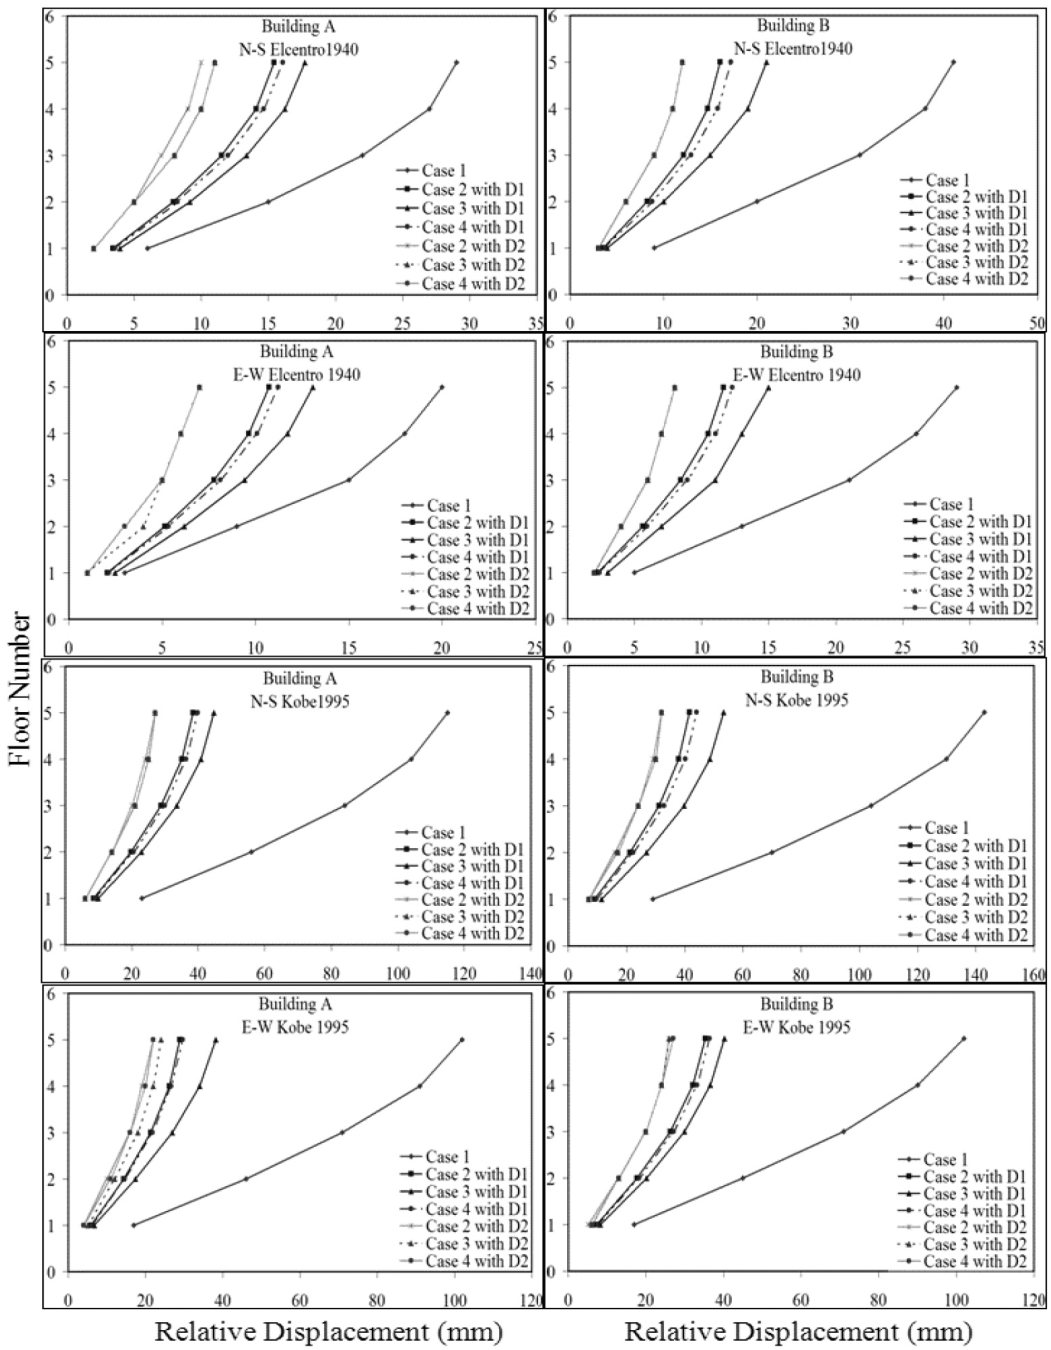 Floor Number
Building A
N-S Elcentro1940
6
5
4
3
2
1
0
Case 1
Case 2 with D1
Case 3 with D1
Case 4 with D1
Case 2 with D2
Case 3 with D2
Case 4 with D2
0 5 10 15 20 25 30 35
Building B
N-S Elcentro1940
6
5
4
3
2
1
0
Case 1
Case 2 with D1
Case 3 with D1
Case 4 with D1
Case 2 with D2
Case 3 with D2
Case 4 with D2
0 10 20 30 40 50
Building A
E-W Elcentro 1940
6
5
4
3
2
1
0
Case 1
Case 2 with D1
Case 3 with D1
Case 4 with D1
Case 2 with D2
Case 3 with D2
Case 4 with D2
0 5 10 15 20 25
Building B
E-W Elcentro 1940
6
5
4
3
2
1
0
Case 1
Case 2 with D1
Case 3 with D1
Case 4 with D1
Case 2 with D2
Case 3 with D2
Case 4 with D2
0 5 10 15 20 25 30 35
Building A
N-S Kobe1995
6
5
4
3
2
1
0
Case 1
Case 2 with D1
Case 3 with D1
Case 4 with D1
Case 2 with D2
Case 3 with D2
Case 4 with D2
0 20 40 60 80 100 120 140
Building B
N-S Kobe 1995
6
5
4
3
2
1
0
Case 1
Case 2 with D1
Case 3 with D1
Case 4 with D1
Case 2 with D2
Case 3 with D2
Case 4 with D2
0 20 40 60 80 100 120 140 160
Building A
E-W Kobe 1995
6
5
4
3
2
1
0
Case 1
Case 2 with D1
Case 3 with D1
Case 4 with D1
Case 2 with D2
Case 3 with D2
Case 4 with D2
0 20 40 60 80 100 120
Building B
E-W Kobe 1995
6
5
4
3
2
1
0
Case 1
Case 2 with D1
Case 3 with D1
Case 4 with D1
Case 2 with D2
Case 3 with D2
Case 4 with D2
0 20 40 60 80 100 120
Relative Displacement (mm)
Relative Displacement (mm)